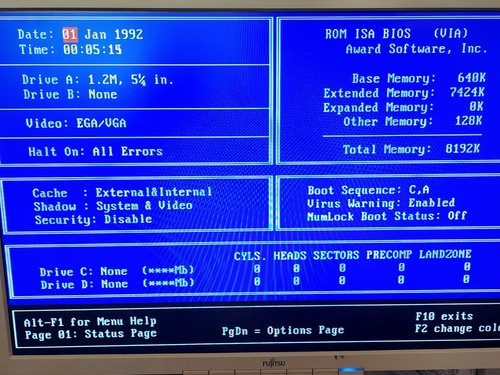 Date: 01 Jan 1992
Time: 00:05:15
Drive A: 1.2M, 5¼ in.
Drive B: None
Video: EGA/VGA
Halt On: All Errors
ROM ISA BIOS (VIA)
Award Software, Inc.
Base Memory: 640K
Extended Memory: 7424K
Expanded Memory: 0K
Other Memory: 128K
Total Memory: 8192K
Cache : External&Internal
Shadow : System & Video
Security: Disable
Boot Sequence: C,A
Virus Warning: Enabled
NumLock Boot Status: Off
CYLS. HEADS SECTORS PRECOMP LANDZONE
Drive C: None (****Mb) 0 0 0 0 0
Drive D: None (****Mb) 0 0 0 0 0
Alt-F1 for Menu Help
Page 01: Status Page
PgDn = Options Page
F10 exits
F2 change colo
FUJITSU